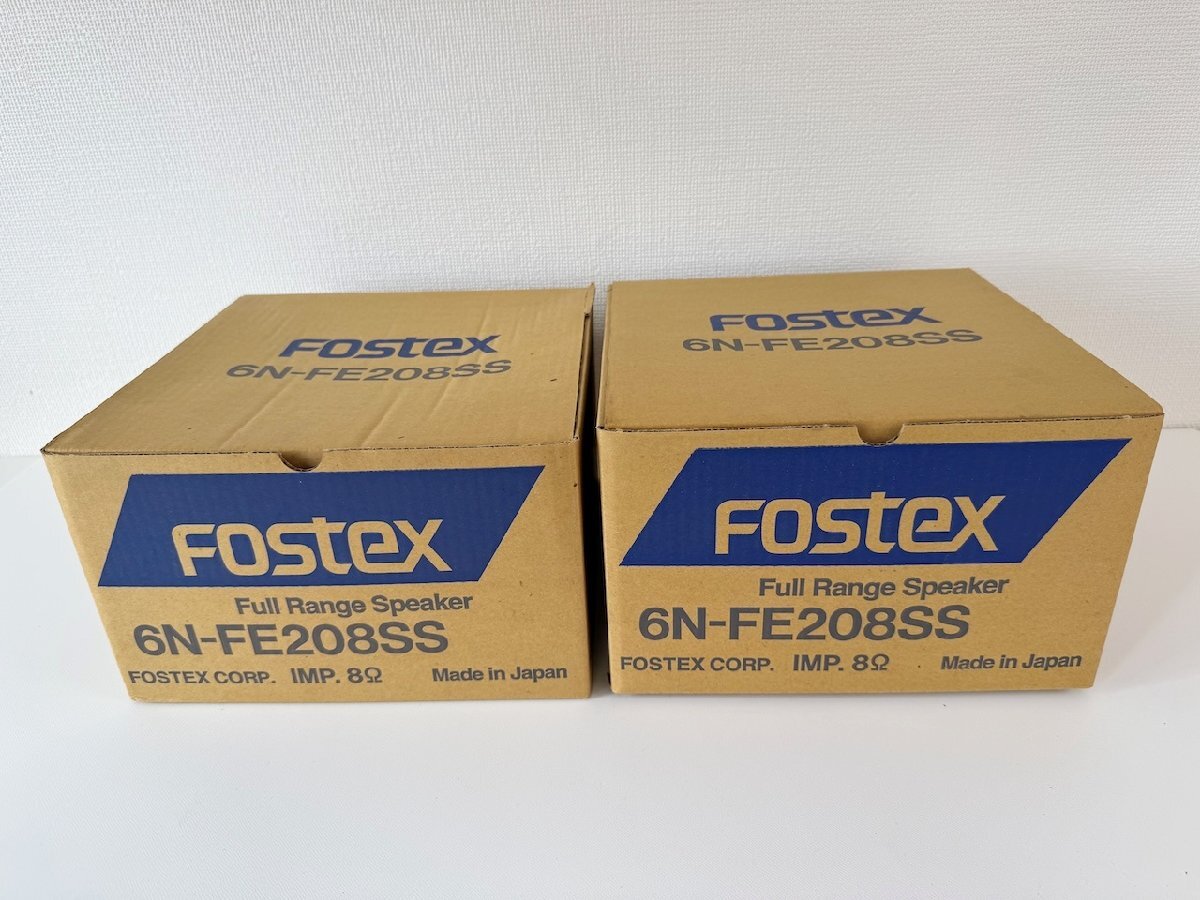 FOSTEX
6N-FE208SS
FOSTEX
Full Range Speaker
6N-FE208SS
FOSTEX CORP. IMP. 8Ω Made in Japan
FOSTEX
6N-FE208SS
FOSTEX
Full Range Speaker
6N-FE208SS
FOSTEX CORP. IMP. 8Ω Made in Japan